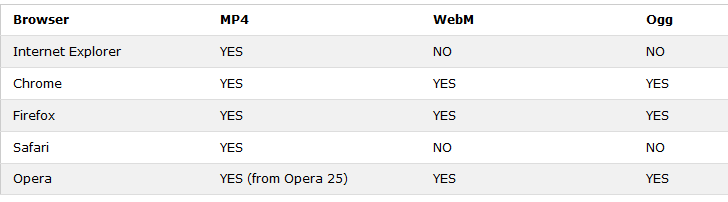 Browser MP4 WebM Ogg
Internet Explorer YES NO NO
Chrome YES YES YES
Firefox YES YES YES
Safari YES NO NO
Opera YES (from Opera 25) YES YES